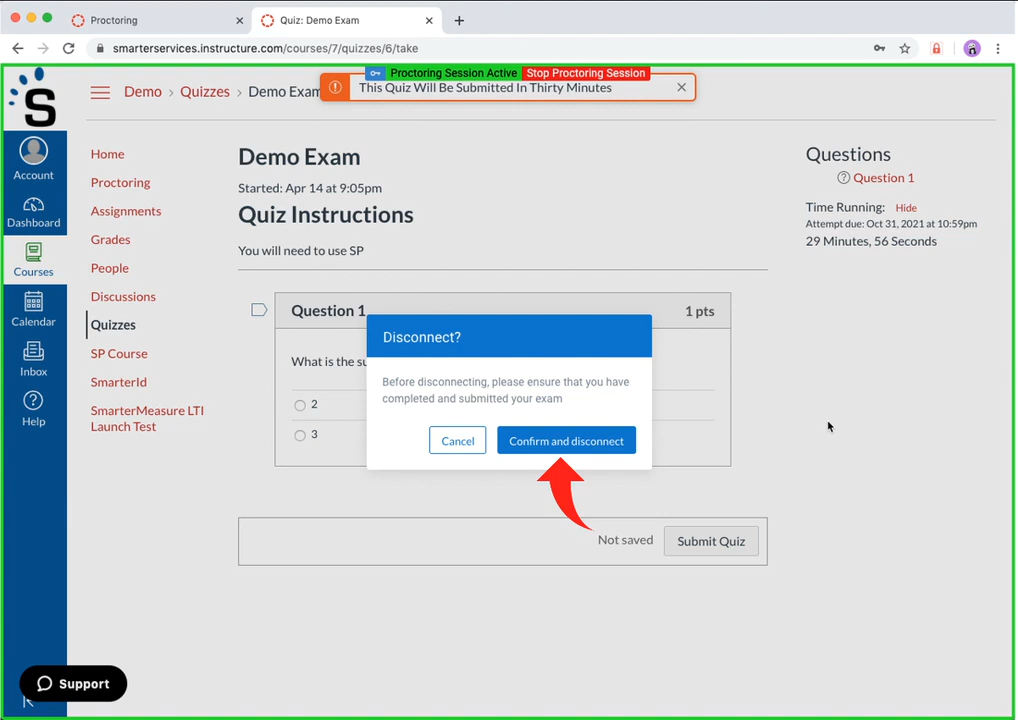 Proctoring
Quiz: Demo Exam
smarterservices.instructure.com/courses/7/quizzes/6/take
Proctoring Session Active Stop Proctoring Session
This Quiz Will Be Submitted In Thirty Minutes
S
Demo > Quizzes > Demo Exam
Account
Dashboard
Courses
Calendar
Inbox
Help
Home
Proctoring
Assignments
Grades
People
Discussions
Quizzes
SP Course
SmarterId
SmarterMeasure LTI
Launch Test
Demo Exam
Started: Apr 14 at 9:05pm
Quiz Instructions
You will need to use SP
Question 1 1 pts
What is the
2
3
Disconnect?
Before disconnecting, please ensure that you have
completed and submitted your exam
Cancel Confirm and disconnect
Not saved Submit Quiz
Questions
Question 1
Time Running: Hide
Attempt due: Oct 31, 2021 at 10:59pm
29 Minutes, 56 Seconds
Support